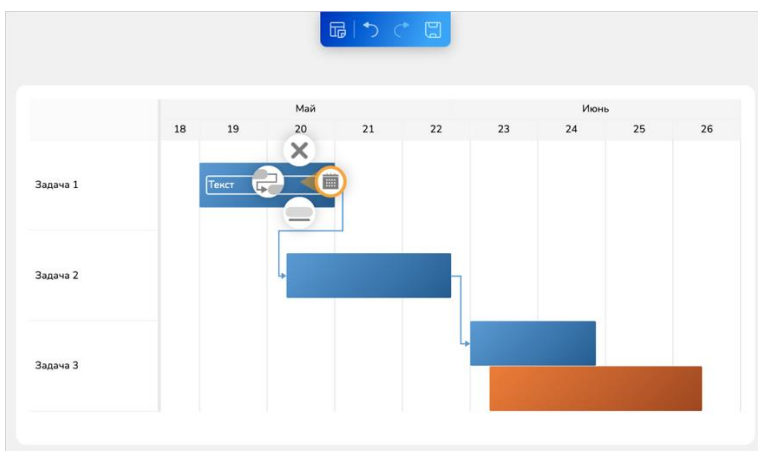 Май Июнь
18 19 20 21 22 23 24 25 26
Задача 1
Текст
Задача 2
Задача 3